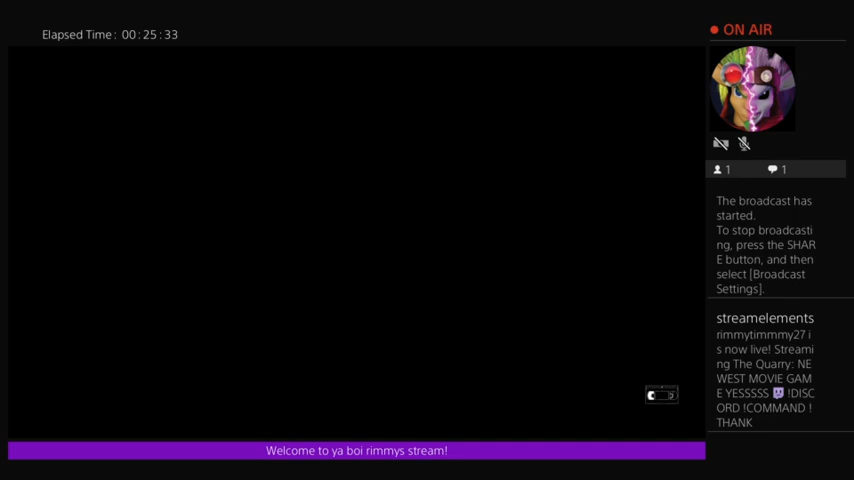 Elapsed Time: 00:25:33
ON AIR
1 1
The broadcast has
started.
To stop broadcasti
ng, press the SHAR
E button, and then
select [Broadcast
Settings].
streamelements
rimmytimmmy27 i
s now live! Streami
ng The Quarry: NE
WEST MOVIE GAM
E YESSSSS !DISC
ORD !COMMAND !
THANK
Welcome to ya boi rimmys stream!